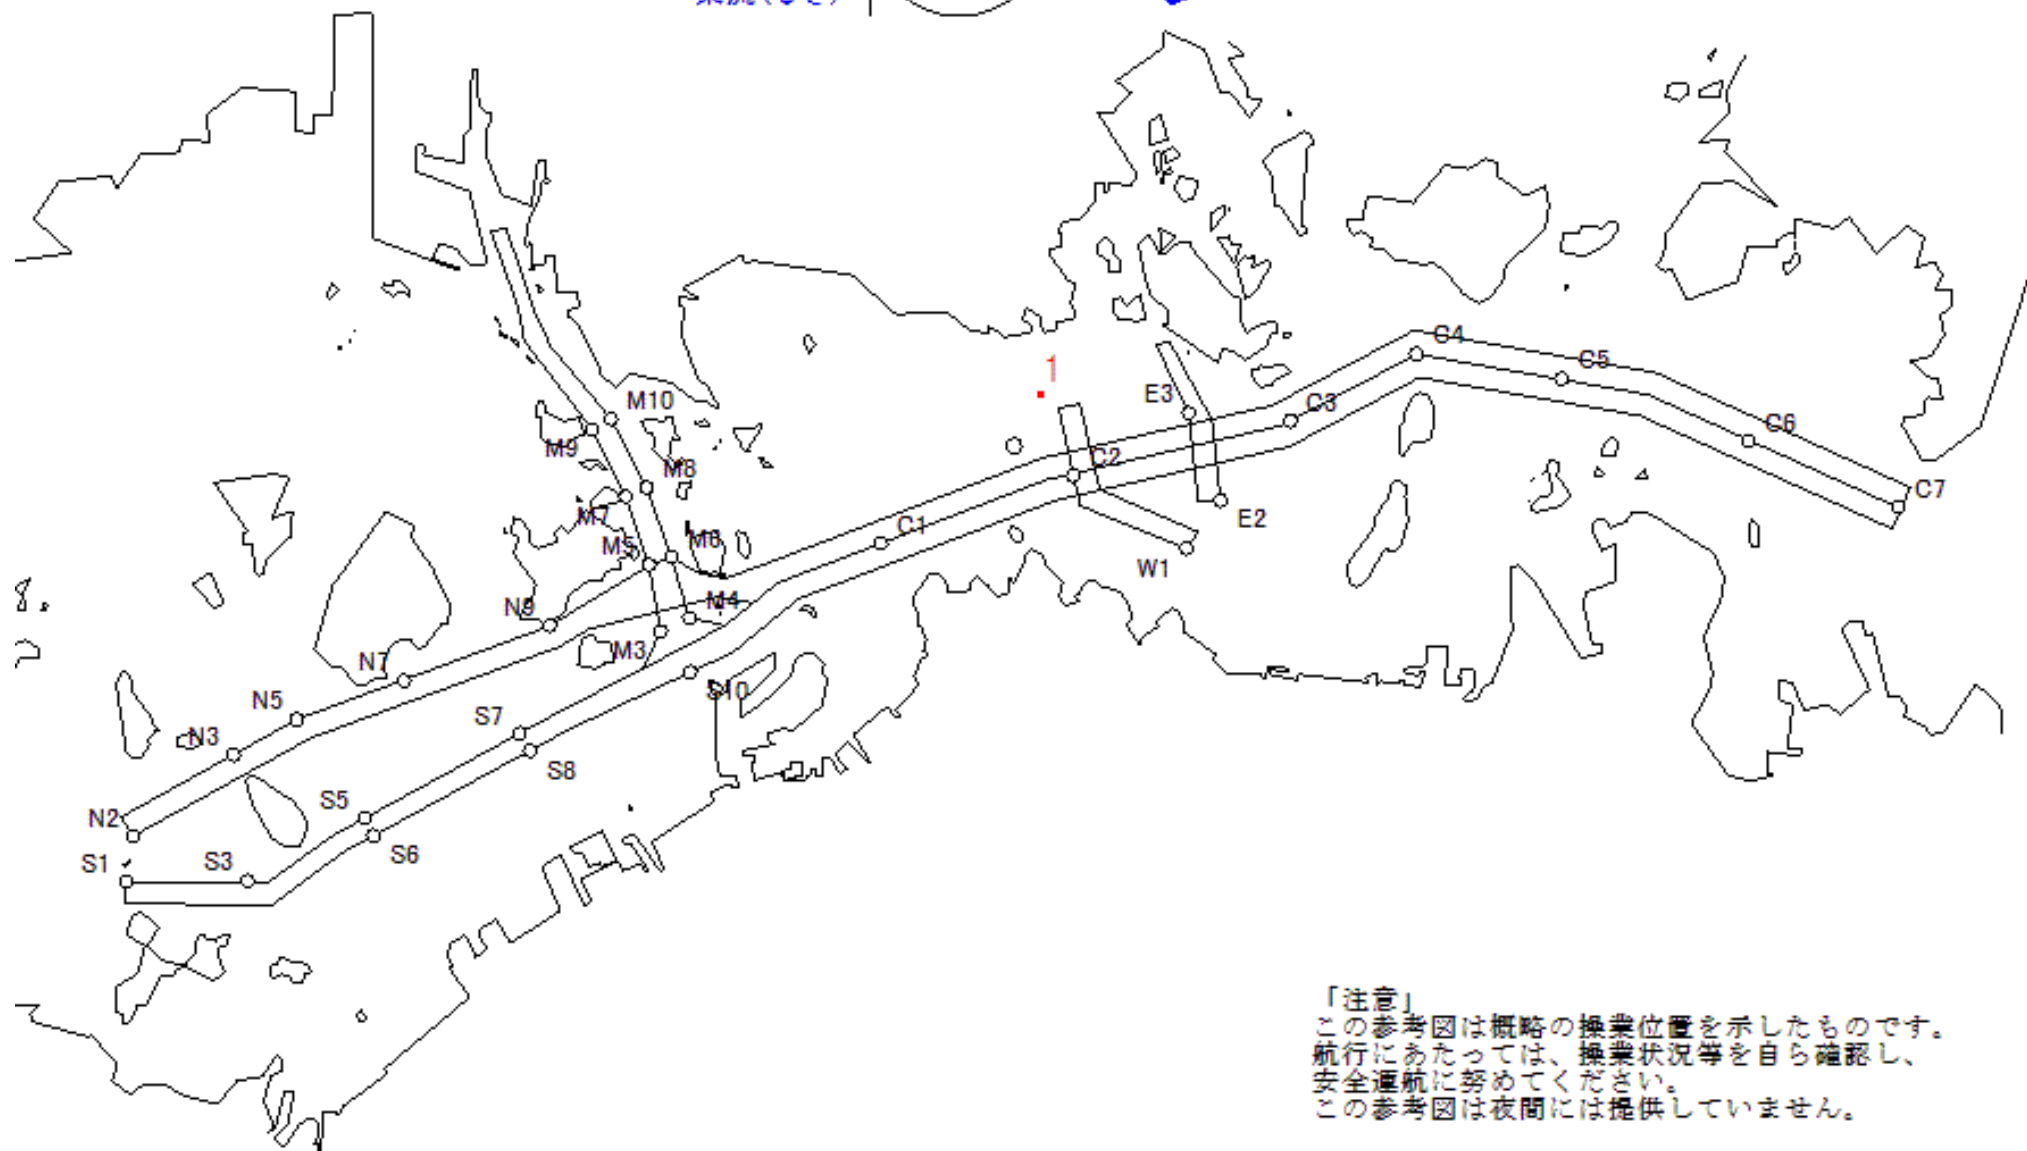 1
C4
C5
E3
M10
C3
C6
M9
C2
M8
C7
M7
E2
C1
M5
M6
W1
N9
M4
M3
N7
S10
N5
S7
N3
S8
S5
N2
S6
S1
S3
「注意」
この参考図は概略の操業位置を示したものです。
航行にあたっては、操業状況等を自ら確認し、
安全運航に努めてください。
この参考図は夜間には提供していません。